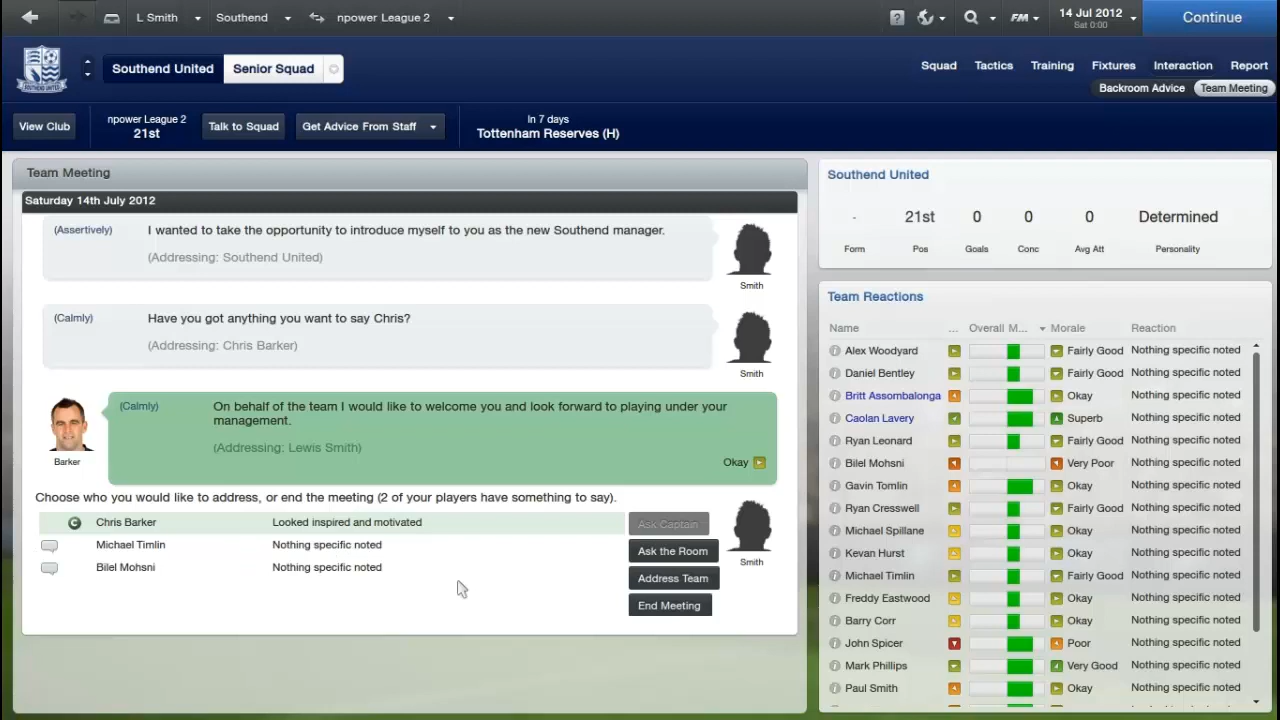 L Smith
Southend
npower League 2
?
FM
14 Jul 2012
Sat 0:00
Continue
Southend United
Senior Squad
Squad
Tactics
Training
Fixtures
Interaction
Report
Backroom Advice
Team Meeting
View Club
npower League 2
21st
Talk to Squad
Get Advice From Staff
In 7 days
Tottenham Reserves (H)
Team Meeting
Saturday 14th July 2012
(Assertively) I wanted to take the opportunity to introduce myself to you as the new Southend manager.
(Addressing: Southend United)
Smith
(Calmly) Have you got anything you want to say Chris?
(Addressing: Chris Barker)
Smith
(Calmly) On behalf of the team I would like to welcome you and look forward to playing under your
management.
(Addressing: Lewis Smith)
Barker
Okay
Choose who you would like to address, or end the meeting (2 of your players have something to say).
C Chris Barker Looked inspired and motivated
Michael Timlin Nothing specific noted
Bilel Mohsni Nothing specific noted
Ask Captain
Ask the Room
Address Team
End Meeting
Smith
Southend United
- 21st 0 0 0 Determined
Form Pos Goals Conc Avg Att Personality
Team Reactions
Name ... Overall M... Morale Reaction
Alex Woodyard Fairly Good Nothing specific noted
Daniel Bentley Fairly Good Nothing specific noted
Britt Assombalonga Okay Nothing specific noted
Caolan Lavery Superb Nothing specific noted
Ryan Leonard Fairly Good Nothing specific noted
Bilel Mohsni Very Poor Nothing specific noted
Gavin Tomlin Okay Nothing specific noted
Ryan Cresswell Fairly Good Nothing specific noted
Michael Spillane Okay Nothing specific noted
Kevan Hurst Okay Nothing specific noted
Michael Timlin Fairly Good Nothing specific noted
Freddy Eastwood Okay Nothing specific noted
Barry Corr Okay Nothing specific noted
John Spicer Poor Nothing specific noted
Mark Phillips Very Good Nothing specific noted
Paul Smith Okay Nothing specific noted